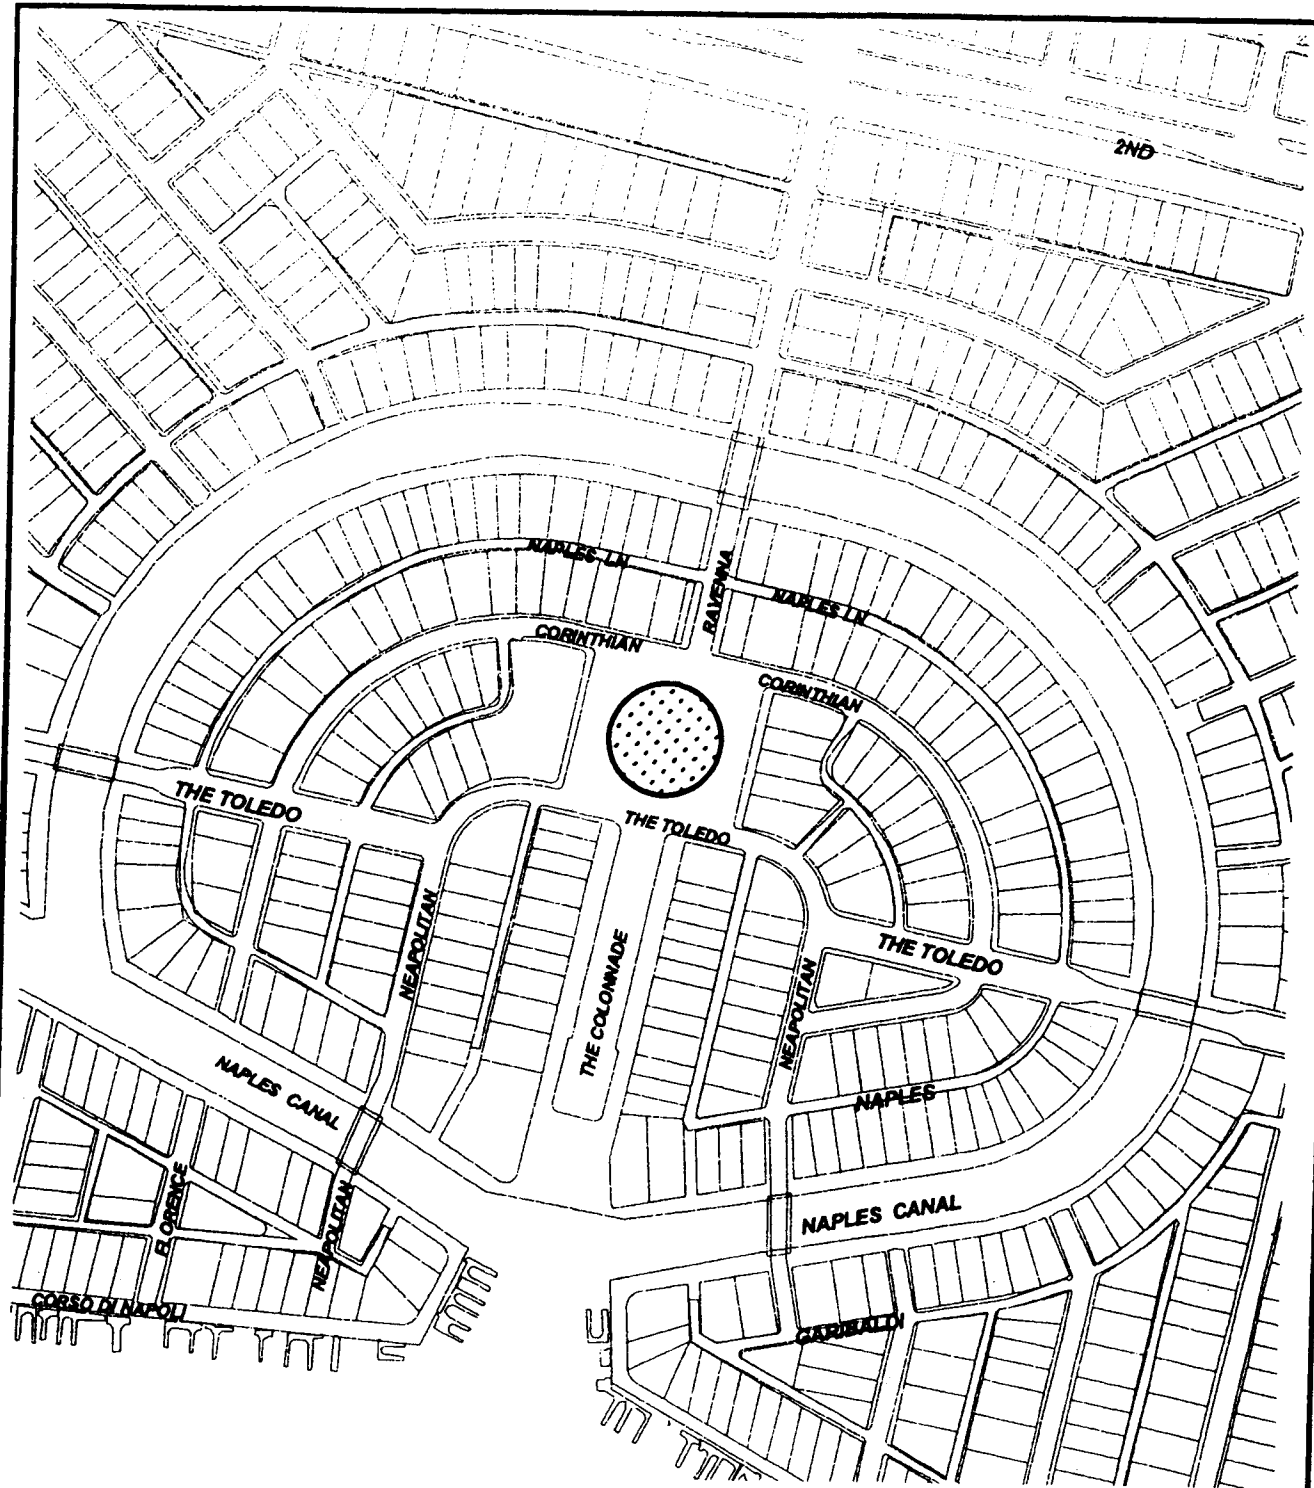 2ND
NAPLES LN
RAVENNA
NAPLES LN
CORINTHIAN
CORINTHIAN
THE TOLEDO
THE TOLEDO
NEAPOLITAN
THE COLONNADE
THE TOLEDO
NEAPOLITAN
NAPLES CANAL
NAPLES
FLORENCE
NEAPOLITAN
NAPLES CANAL
CORSO DI NAPOLI
GARIBALDI